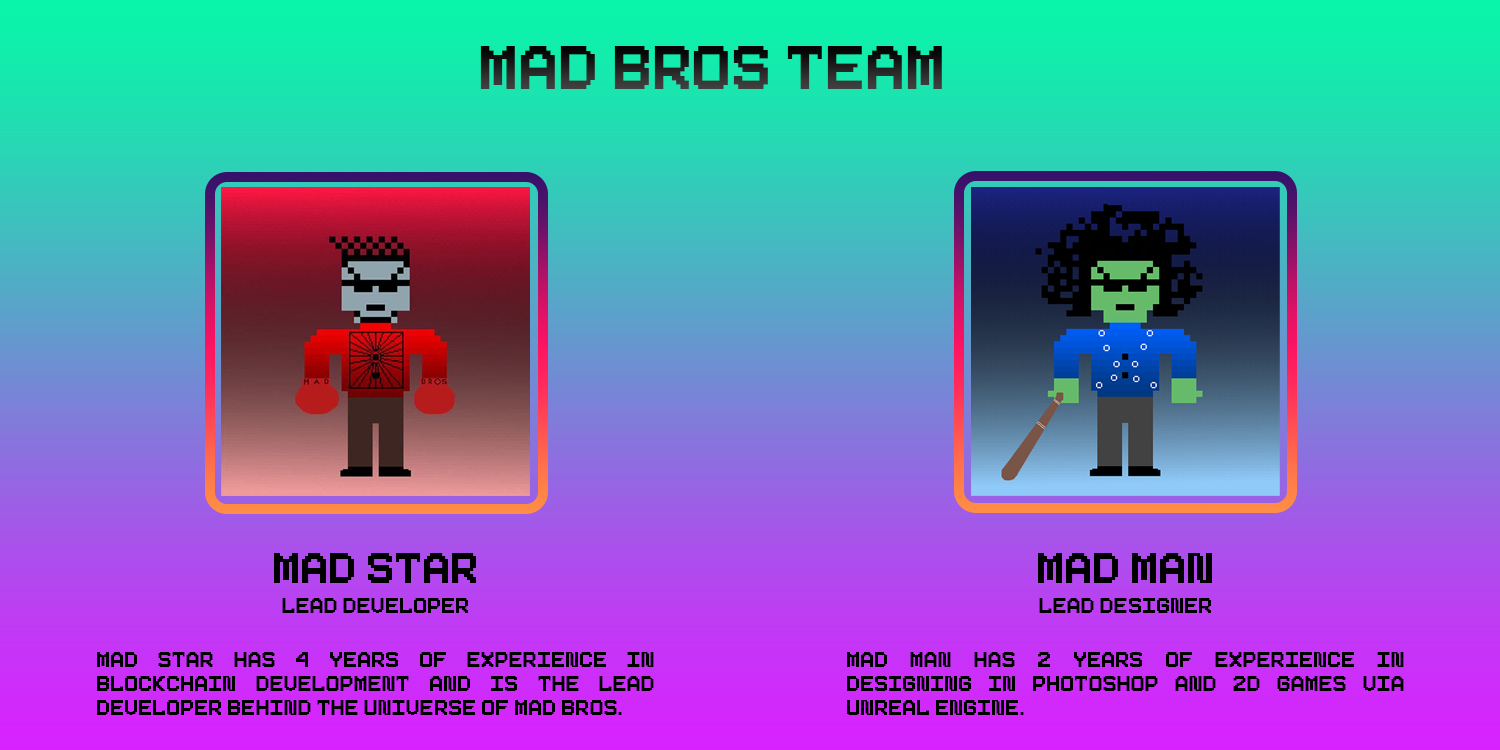 MAD BROS TEAM
MAD BROS
MAD STAR
LEAD DEVELOPER
MAD STAR HAS 4 YEARS OF EXPERIENCE IN
BLOCKCHAIN DEVELOPMENT AND IS THE LEAD
DEVELOPER BEHIND THE UNIVERSE OF MAD BROS.
MAD MAN
LEAD DESIGNER
MAD MAN HAS 2 YEARS OF EXPERIENCE IN
DESIGNING IN PHOTOSHOP AND 2D GAMES VIA
UNREAL ENGINE.